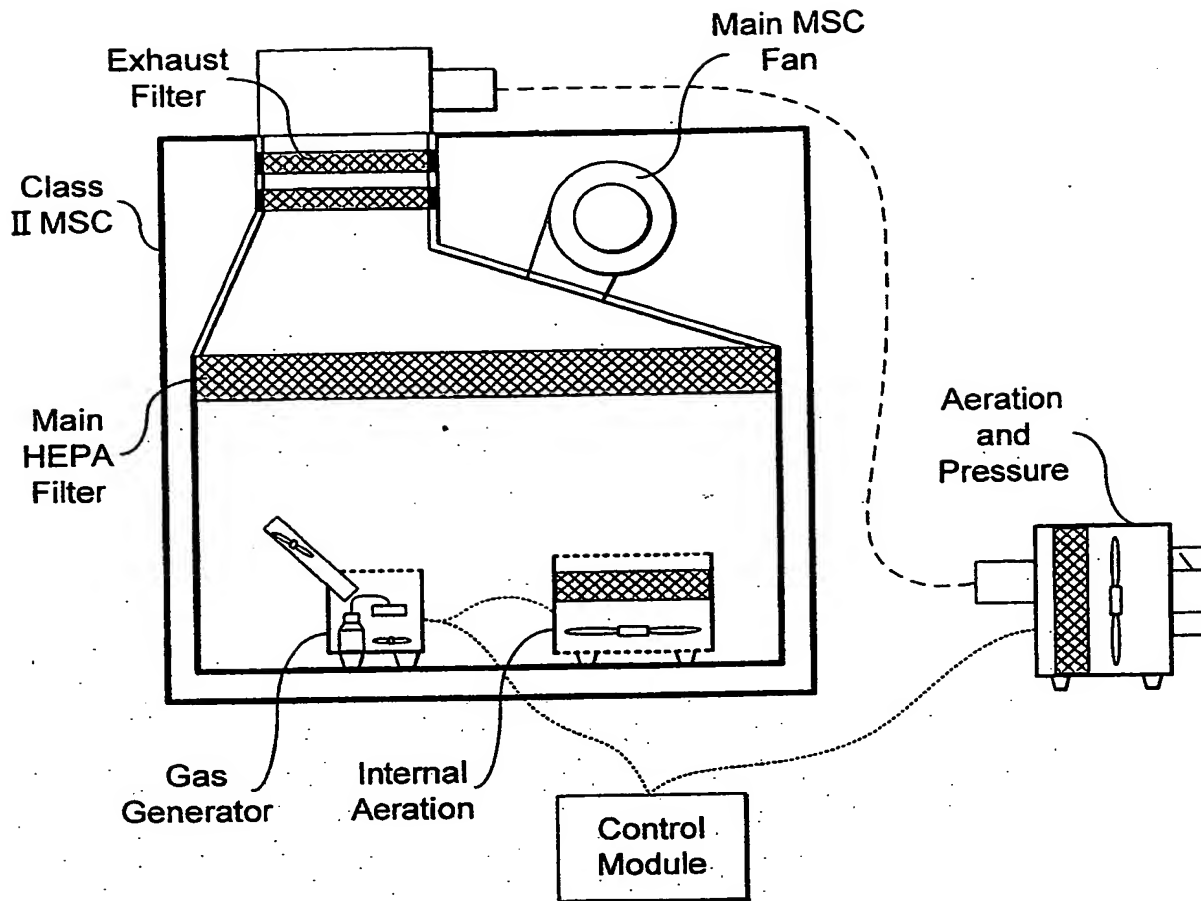 Main MSC
Fan
Exhaust
Filter
Class
II MSC
Main
HEPA
Filter
Aeration
and
Pressure
Gas
Generator
Internal
Aeration
Control
Module